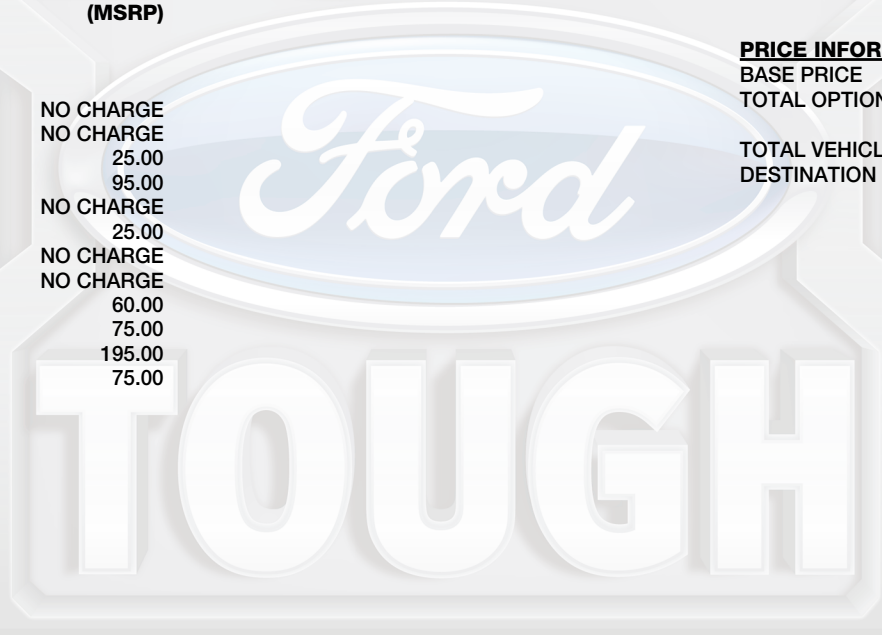 (MSRP)
NO CHARGE
NO CHARGE
25.00
95.00
NO CHARGE
25.00
NO CHARGE
NO CHARGE
60.00
75.00
195.00
75.00
PRICE INFOR
BASE PRICE
TOTAL OPTION
TOTAL VEHICL
DESTINATION
Ford
TOUGH